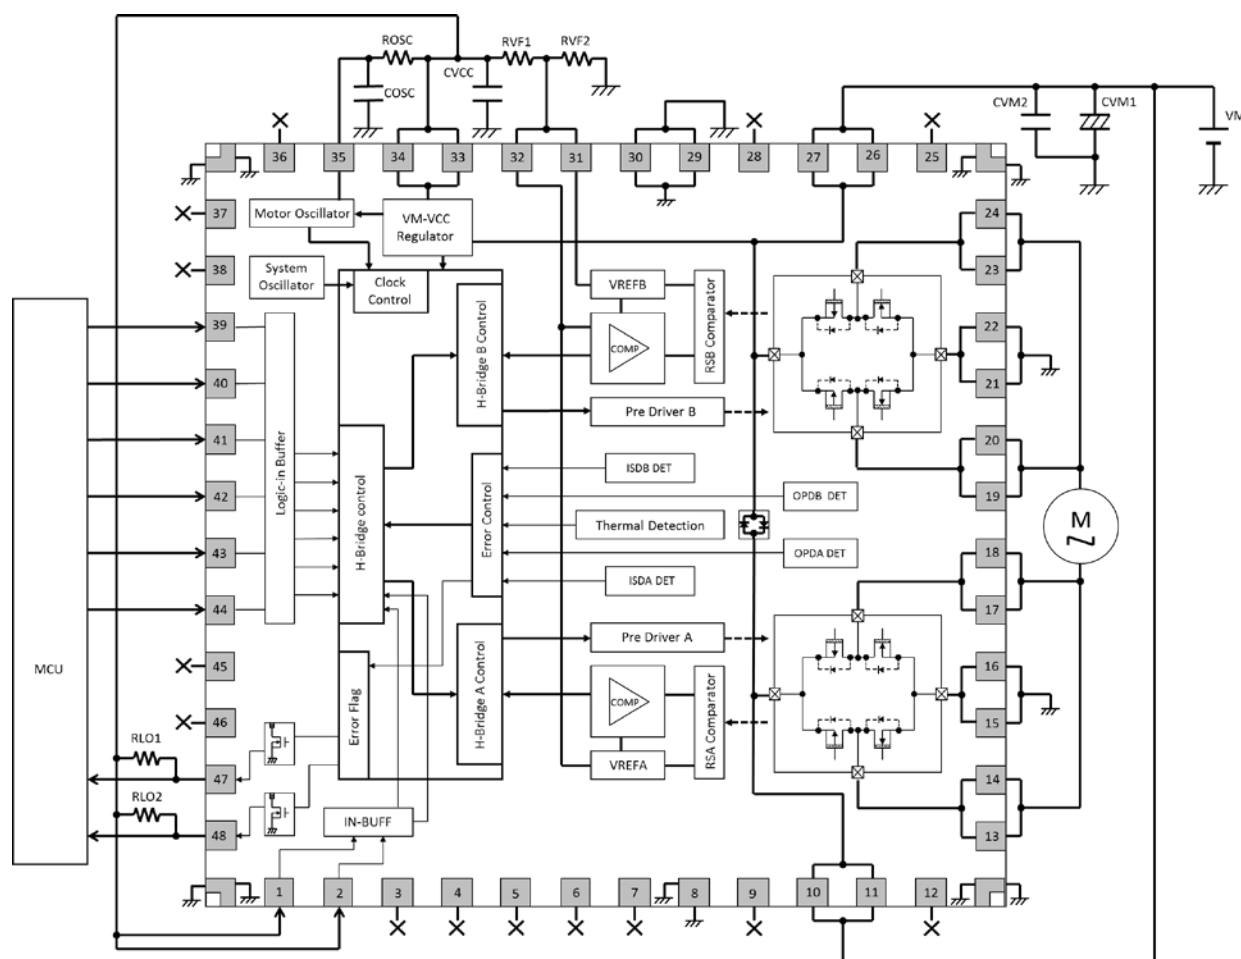 ROSC
RVF1
RVF2
CVCC
COSC
CVM2
CVM1
VM
36
35
34
33
32
31
30
29
28
27
26
25
37
Motor Oscillator
VM-VCC
Regulator
24
38
System
Oscillator
Clock
Control
VREFB
23
39
H-Bridge B Control
COMP
RSB Comparator
22
40
21
41
Pre Driver B
20
Logic-in Buffer
H-Bridge control
Error Control
ISDB DET
42
OPDB DET
19
Thermal Detection
M
43
OPDA DET
18
ISDA DET
44
17
MCU
45
Pre Driver A
16
Error Flag
H-Bridge A Control
COMP
RSA Comparator
46
15
RLO1
47
VREFA
14
RLO2
48
IN-BUFF
13
1
2
3
4
5
6
7
8
9
10
11
12